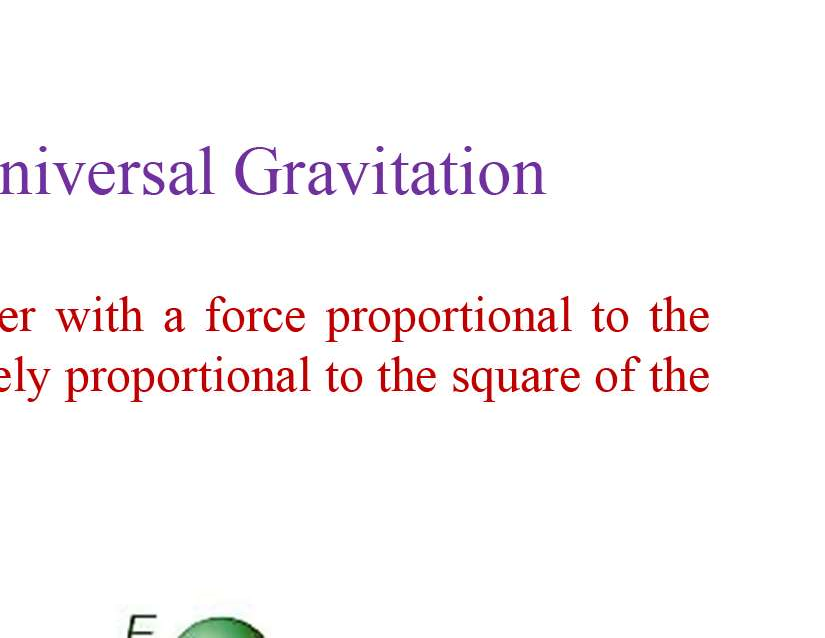 niversal Gravitation
er with a force proportional to the
ely proportional to the square of the
F